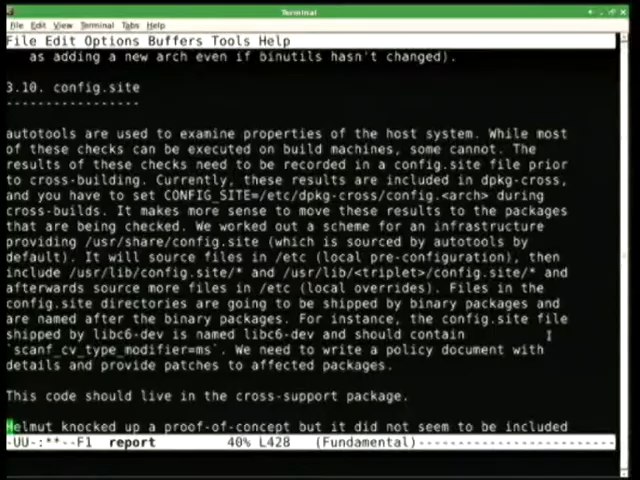 Terminal
File Edit View Terminal Tabs Help
File Edit Options Buffers Tools Help
as adding a new arch even if binutils hasn't changed).
3.10. config.site
-----------------
autotools are used to examine properties of the host system. While most
of these checks can be executed on build machines, some cannot. The
results of these checks need to be recorded in a config.site file prior
to cross-building. Currently, these results are included in dpkg-cross,
and you have to set CONFIG_SITE=/etc/dpkg-cross/config.<arch> during
cross-builds. It makes more sense to move these results to the packages
that are being checked. We worked out a scheme for an infrastructure
providing /usr/share/config.site (which is sourced by autotools by
default). It will source files in /etc (local pre-configuration), then
include /usr/lib/config.site/* and /usr/lib/<triplet>/config.site/* and
afterwards source more files in /etc (local overrides). Files in the
config.site directories are going to be shipped by binary packages and
are named after the binary packages. For instance, the config.site file
shipped by libc6-dev is named libc6-dev and should contain
`scanf_cv_type_modifier=ms`. We need to write a policy document with
details and provide patches to affected packages.
This code should live in the cross-support package.
Helmut knocked up a proof-of-concept but it did not seem to be included
-UU-:**--F1 report 40% L428 (Fundamental)------------------------